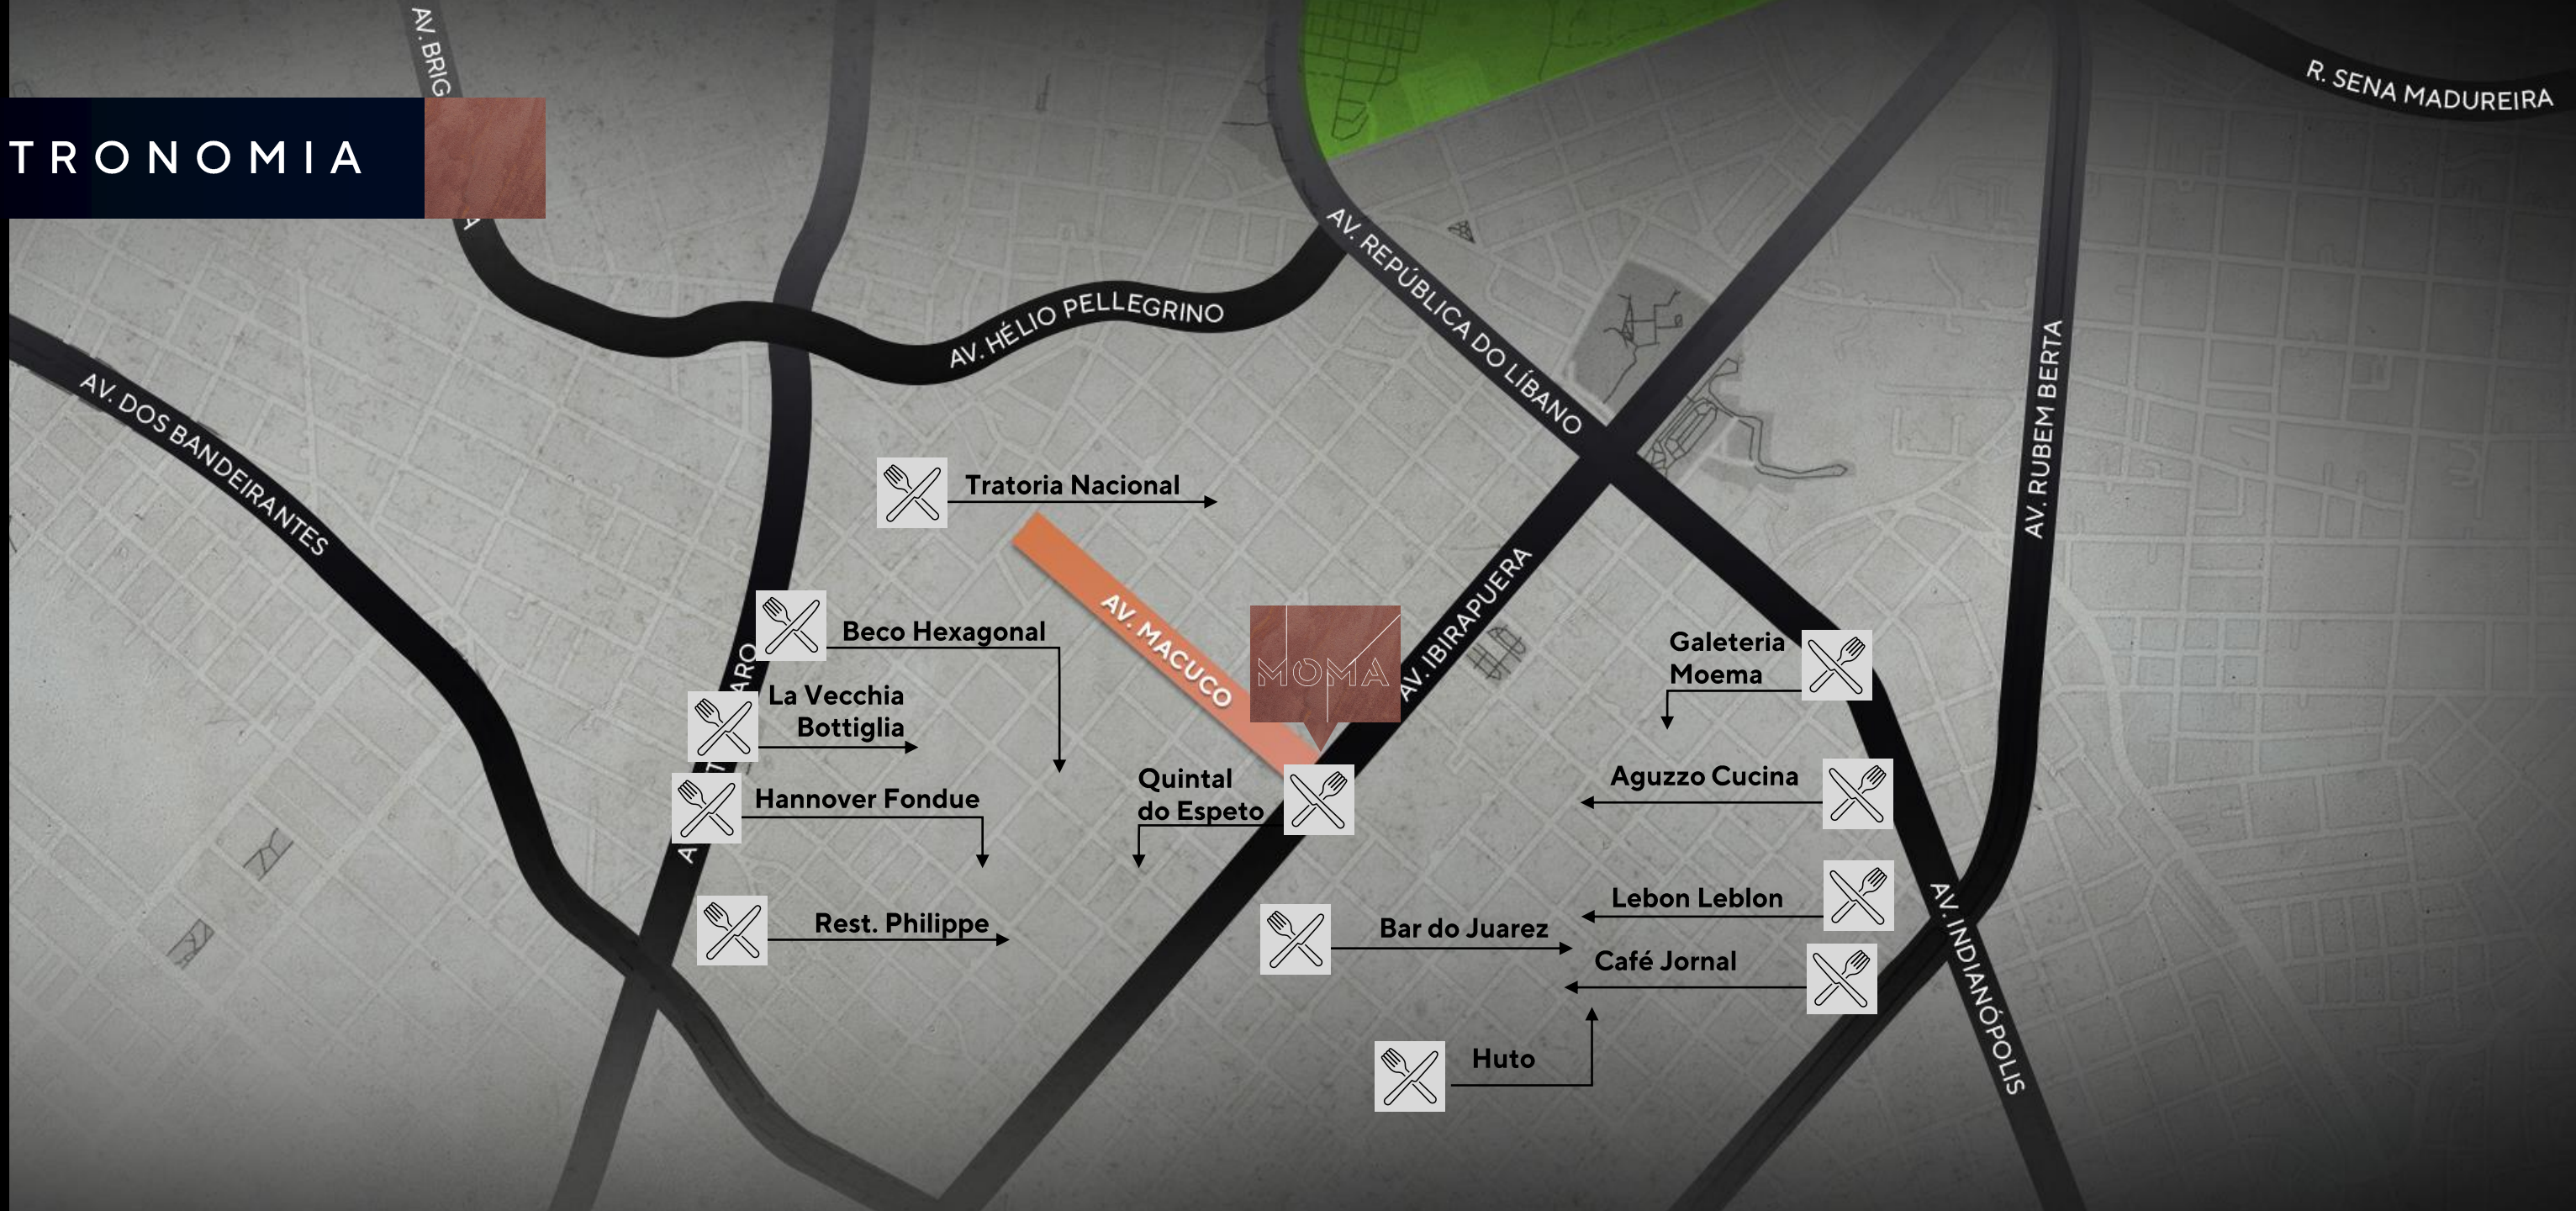 AV. BRIG
TRONOMIA
R. SENA MADUREIRA
AV. REPÚBLICA DO LÍBANO
AV. HÉLIO PELLEGRINO
AV. DOS BANDEIRANTES
AV. RUBEM BERTA
Tratoria Nacional
AV. MACUCO
AV. IBIRAPUERA
MOMA
Beco Hexagonal
La Vecchia
Bottiglia
Hannover Fondue
Rest. Philippe
Quintal
do Espeto
Galeteria
Moema
Aguzzo Cucina
Lebon Leblon
Bar do Juarez
Café Jornal
Huto
AV. INDIANÓPOLIS